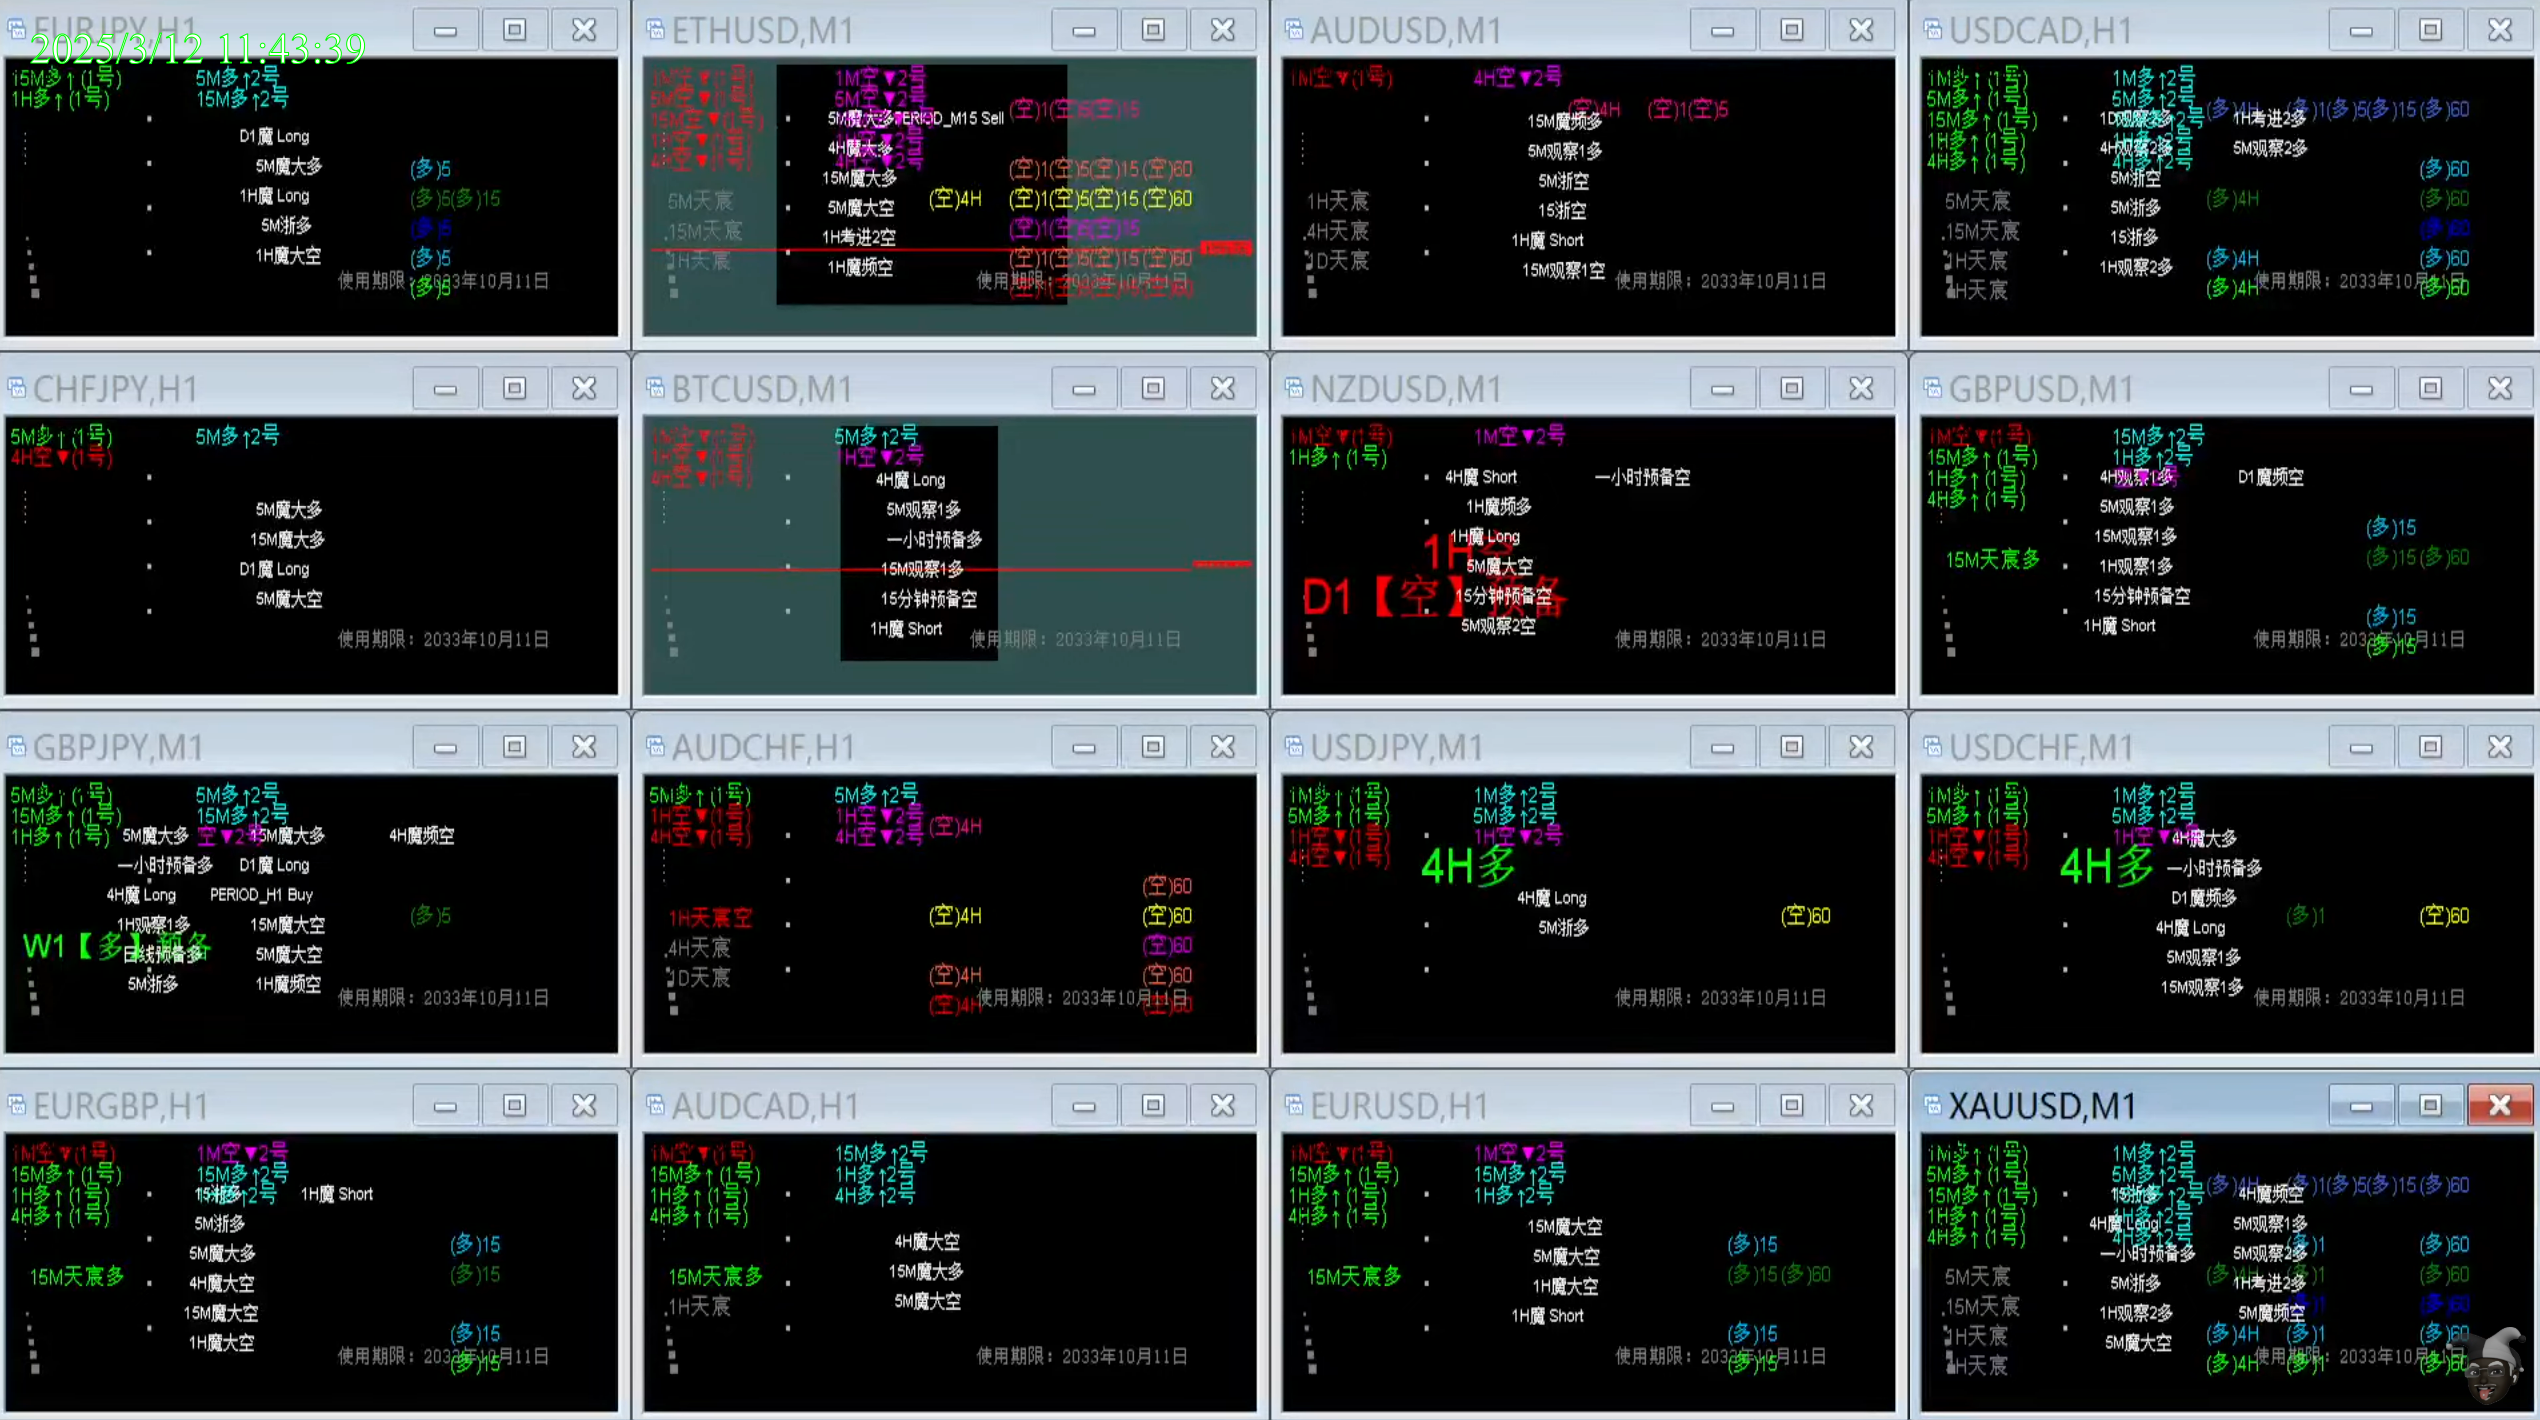 EURJPY,H1
2025/3/12 11:43:39
15M多↑(1号) 5M多↑2号
1H多↑(1号) 15M多↑2号
D1魔 Long
5M魔大多 (多)5
1H魔 Long (多)5(多)15
5M浙多 (多)5
1H魔大空 (多)5
使用期限：2033年10月11日
(多)5
ETHUSD,M1
1M空▼(1号) 1M空▼2号
5M空▼(1号) 5M空▼2号
(空)1(空)5(空)15
5M魔大多 PERIOD_M15 Sell
15M空▼(1号)
1H空▼(1号)
4H魔大多
4H空▼(1号) 4H空▼2号
(空)1(空)5(空)15(空)60
15M魔大多
5M天宸 5M魔大空 (空)4H (空)1(空)5(空)15(空)60
15M天宸 1H考进2空 (空)1(空)5(空)15
1H天宸 1H魔频空 (空)1(空)5(空)15(空)60
使用期限：2033年10月11日
AUDUSD,M1
1M空▼(1号) 4H空▼2号
(空)4H (空)1(空)5
15M魔频多
5M观察1多
5M浙空
1H天宸 15浙空
4H天宸 1H魔 Short
1D天宸 15M观察1空
使用期限：2033年10月11日
USDCAD,H1
1M多↑(1号) 1M多↑2号
5M多↑(1号) 5M多↑2号
(多)4H (多)1(多)5(多)15(多)60
15M多↑(1号) 1H考进2多
1H多↑(1号) 4H观察2多 5M观察2多
4H多↑(1号) 4H多↑2号
5M浙空 (多)60
5M天宸 5M浙多 (多)4H (多)60
15M天宸 15浙多 (多)60
1H天宸 1H观察2多 (多)4H (多)60
4H天宸 (多)4H (多)60
使用期限：2033年10月11日
CHFJPY,H1
5M多↑(1号) 5M多↑2号
4H空▼(1号)
5M魔大多
15M魔大多
D1魔 Long
5M魔大空
使用期限：2033年10月11日
BTCUSD,M1
1M空▼(1号) 5M多↑2号
1H空▼(1号) 1H空▼2号
4H空▼(1号) 4H魔 Long
5M观察1多
一小时预备多
15M观察1多
15分钟预备空
1H魔 Short
使用期限：2033年10月11日
NZDUSD,M1
1M空▼(1号) 1M空▼2号
1H多↑(1号)
4H魔 Short 一小时预备空
1H魔频多
1H魔 Long
1H空
5M魔大空
D1【空】预备
15分钟预备空
5M观察2空
使用期限：2033年10月11日
GBPUSD,M1
1M空▼(1号) 15M多↑2号
15M多↑(1号) 1H多↑2号
1H多↑(1号) 4H观察1多 D1魔频空
4H多↑(1号) 5M观察1多
15M观察1多 (多)15
15M天宸多 1H观察1多 (多)15(多)60
15分钟预备空
1H魔 Short (多)15
使用期限：2033年10月11日
(多)15
GBPJPY,M1
5M多↑(1号) 5M多↑2号
15M多↑(1号) 15M多↑2号
1H多↑(1号) 5M魔大多 空▼2号 15M魔大多 4H魔频空
一小时预备多 D1魔 Long
4H魔 Long PERIOD_H1 Buy
1H观察1多 15M魔大空 (多)5
W1【多】预备
日线预备多 5M魔大空
5M浙多 1H魔频空
使用期限：2033年10月11日
AUDCHF,H1
5M多↑(1号) 5M多↑2号
1H空▼(1号) 1H空▼2号 (空)4H
4H空▼(1号) 4H空▼2号
(空)60
1H天宸空 (空)4H (空)60
4H天宸 (空)60
1D天宸 (空)4H (空)60
(空)4H (空)60
使用期限：2033年10月11日
USDJPY,M1
1M多↑(1号) 1M多↑2号
5M多↑(1号) 5M多↑2号
1H空▼(1号) 1H空▼2号
4H空▼(1号) 4H多
4H魔 Long
5M浙多 (空)60
使用期限：2033年10月11日
USDCHF,M1
1M多↑(1号) 1M多↑2号
5M多↑(1号) 5M多↑2号
1H空▼(1号) 1H空▼ 4H魔大多
4H空▼(1号) 4H多 一小时预备多
D1魔频多
4H魔 Long (多)1 (空)60
5M观察1多
15M观察1多
使用期限：2033年10月11日
EURGBP,H1
1M空▼(1号) 1M空▼2号
15M多↑(1号) 15M多↑2号
1H多↑(1号) 15浙多 1H魔 Short
4H多↑(1号) 5M浙多
5M魔大多 (多)15
15M天宸多 4H魔大空 (多)15
15M魔大空
1H魔大空 (多)15
使用期限：2033年10月11日
(多)15
AUDCAD,H1
1M空▼(1号) 15M多↑2号
15M多↑(1号) 1H多↑2号
1H多↑(1号) 4H多↑2号
4H多↑(1号)
4H魔大空
15M天宸多 15M魔大多
1H天宸 5M魔大空
使用期限：2033年10月11日
EURUSD,H1
1M空▼(1号) 1M空▼2号
15M多↑(1号) 15M多↑2号
1H多↑(1号) 1H多↑2号
4H多↑(1号) 15M魔大空
5M魔大空 (多)15
15M天宸多 1H魔大空 (多)15(多)60
1H魔 Short
(多)15
使用期限：2033年10月11日
(多)15
XAUUSD,M1
1M多↑(1号) 1M多↑2号
5M多↑(1号) 5M多↑2号
15M多↑(1号) 15浙多 (多)4H 4H魔频空 (多)1(多)5(多)15(多)60
1H多↑(1号) 4H魔 Long 5M观察1多
4H多↑(1号) 一小时预备多 5M观察2多 (多)1 (多)60
5M天宸 5M浙多 (多)4H 1H考进2多 (多)1 (多)60
15M天宸 1H观察2多 5M魔频空 (多)1 (多)60
1H天宸 5M魔大空 (多)4H (多)1 (多)60
4H天宸 (多)4H (多)1 (多)60
使用期限：2033年10月11日